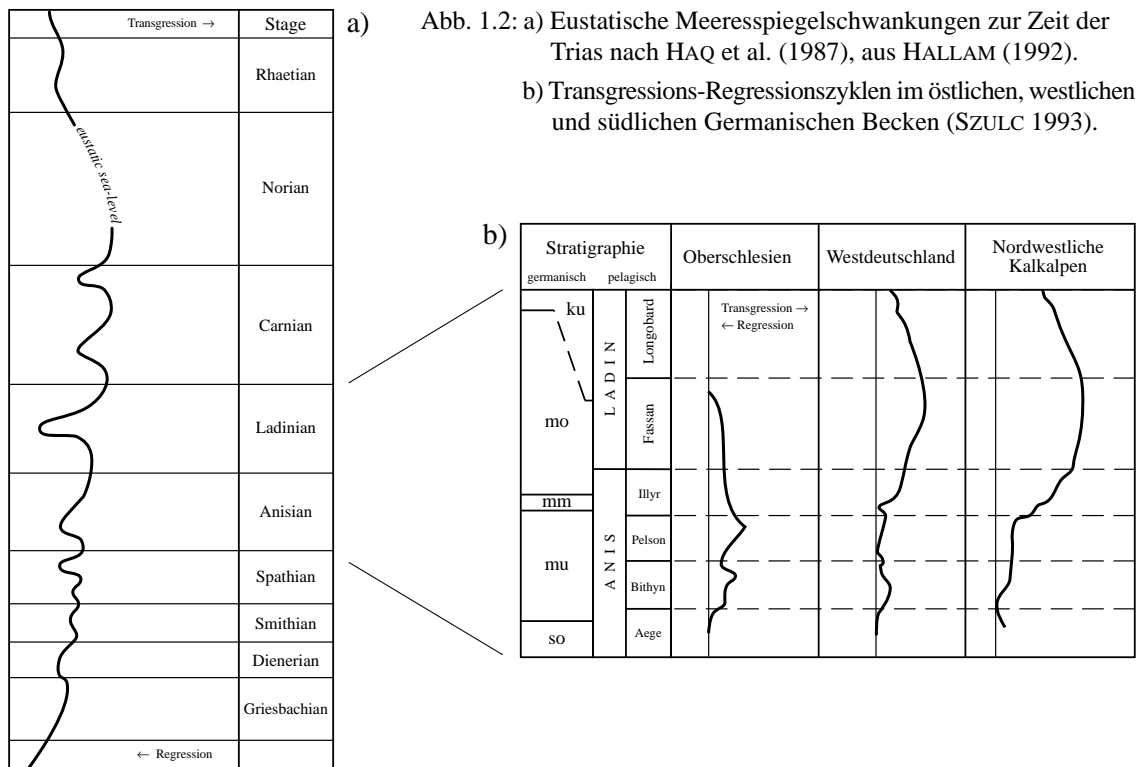 Abb. 1.2: a) Eustatische Meeresspiegelschwankungen zur Zeit der
Trias nach HAQ et al. (1987), aus HALLAM (1992).
b) Transgressions-Regressionszyklen im östlichen, westlichen
und südlichen Germanischen Becken (SZULC 1993).
a)
Transgression → Stage
Rhaetian
eustatic sea-level
Norian
Carnian
Ladinian
Anisian
Spathian
Smithian
Dienerian
Griesbachian
← Regression
b)
Stratigraphie
germanisch pelagisch
Oberschlesien
Westdeutschland
Nordwestliche
Kalkalpen
ku
mo
mm
mu
so
LADIN
ANIS
Longobard
Fassan
Illyr
Pelson
Bithyn
Aege
Transgression →
← Regression